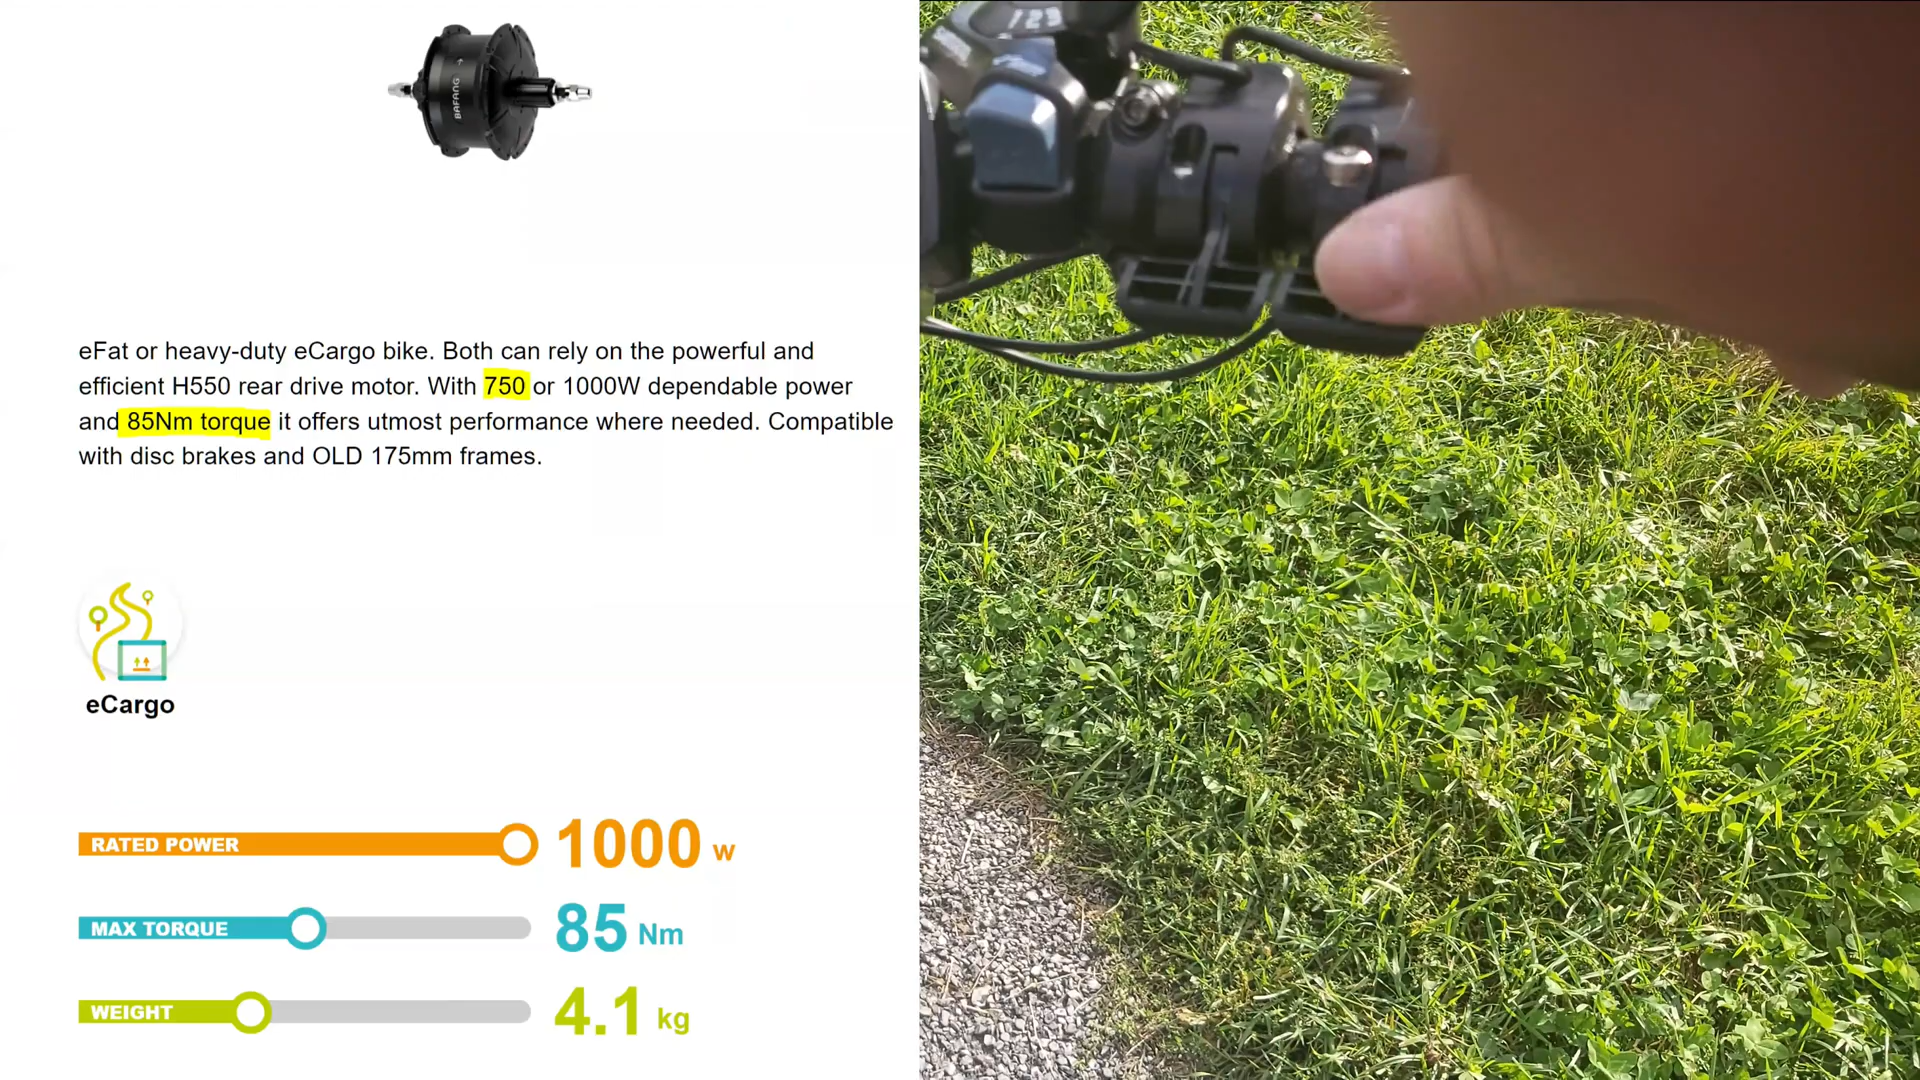 BAFANG
123
eFat or heavy-duty eCargo bike. Both can rely on the powerful and
efficient H550 rear drive motor. With 750 or 1000W dependable power
and 85Nm torque it offers utmost performance where needed. Compatible
with disc brakes and OLD 175mm frames.
eCargo
RATED POWER 1000 w
MAX TORQUE 85 Nm
WEIGHT 4.1 kg